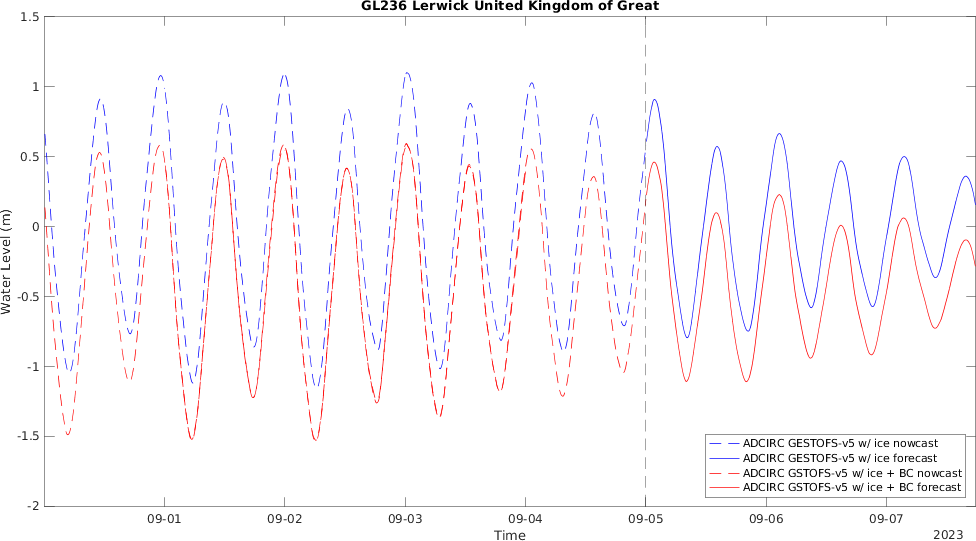 GL236 Lerwick United Kingdom of Great
1.5
1
0.5
0
-0.5
-1
-1.5
-2
Water Level (m)
09-01 09-02 09-03 09-04 09-05 09-06 09-07
Time
2023
ADCIRC GESTOFS-v5 w/ ice nowcast
ADCIRC GESTOFS-v5 w/ ice forecast
ADCIRC GSTOFS-v5 w/ ice + BC nowcast
ADCIRC GSTOFS-v5 w/ ice + BC forecast